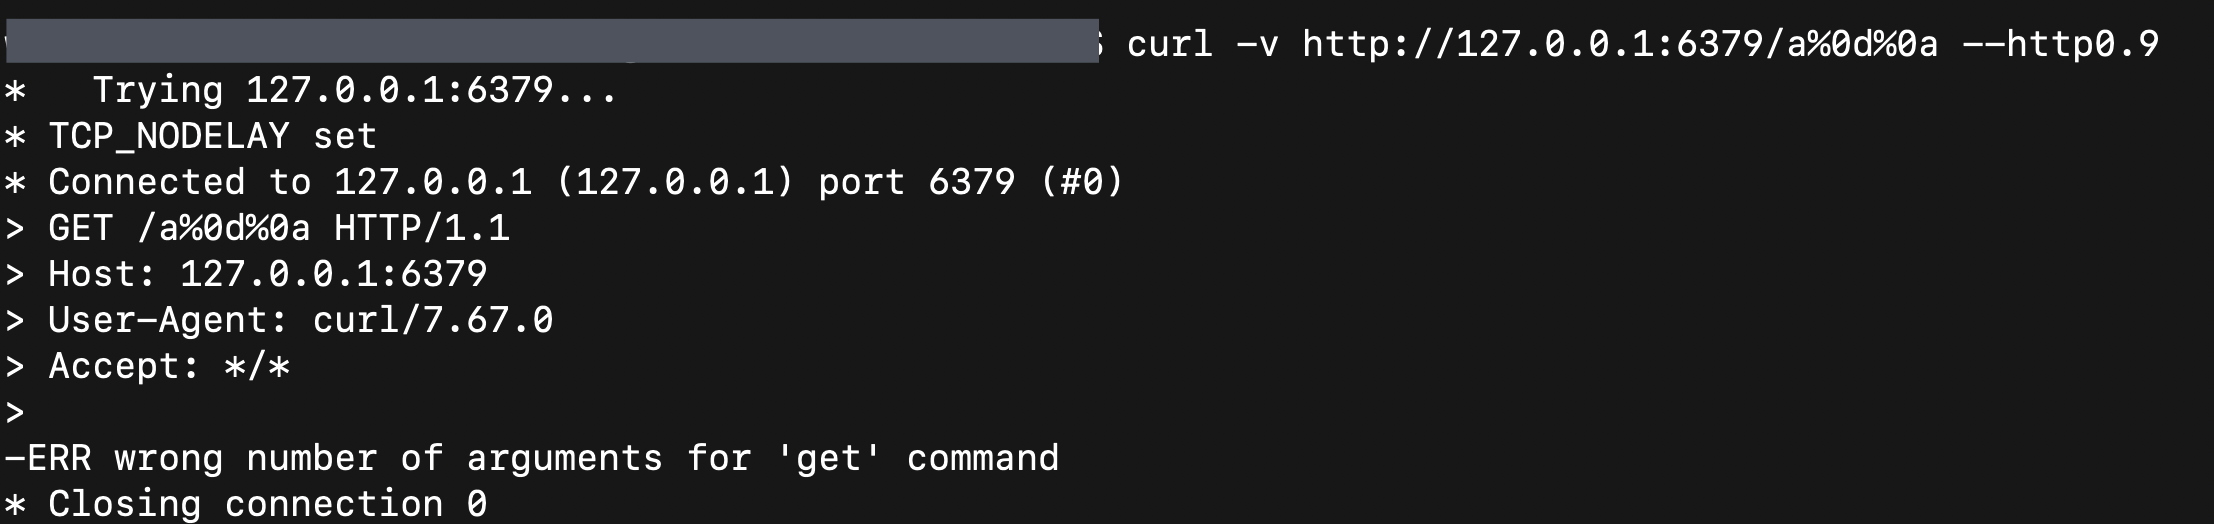 $ curl -v http://127.0.0.1:6379/a%0d%0a --http0.9
*   Trying 127.0.0.1:6379...
* TCP_NODELAY set
* Connected to 127.0.0.1 (127.0.0.1) port 6379 (#0)
> GET /a%0d%0a HTTP/1.1
> Host: 127.0.0.1:6379
> User-Agent: curl/7.67.0
> Accept: */*
>
-ERR wrong number of arguments for 'get' command
* Closing connection 0